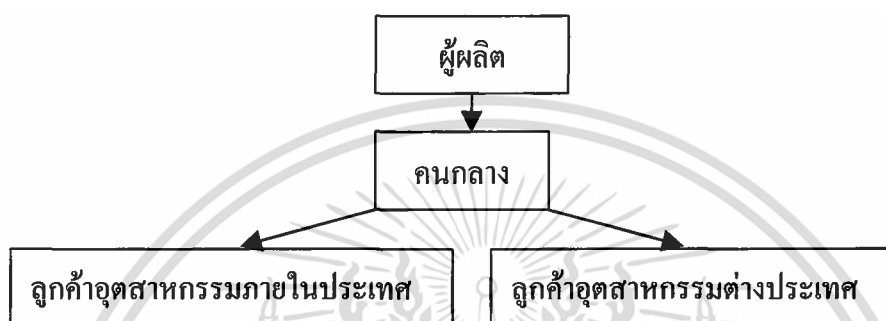 ผู้ผลิต
คนกลาง
ลูกค้าอุตสาหกรรมภายในประเทศ
ลูกค้าอุตสาหกรรมต่างประเทศ